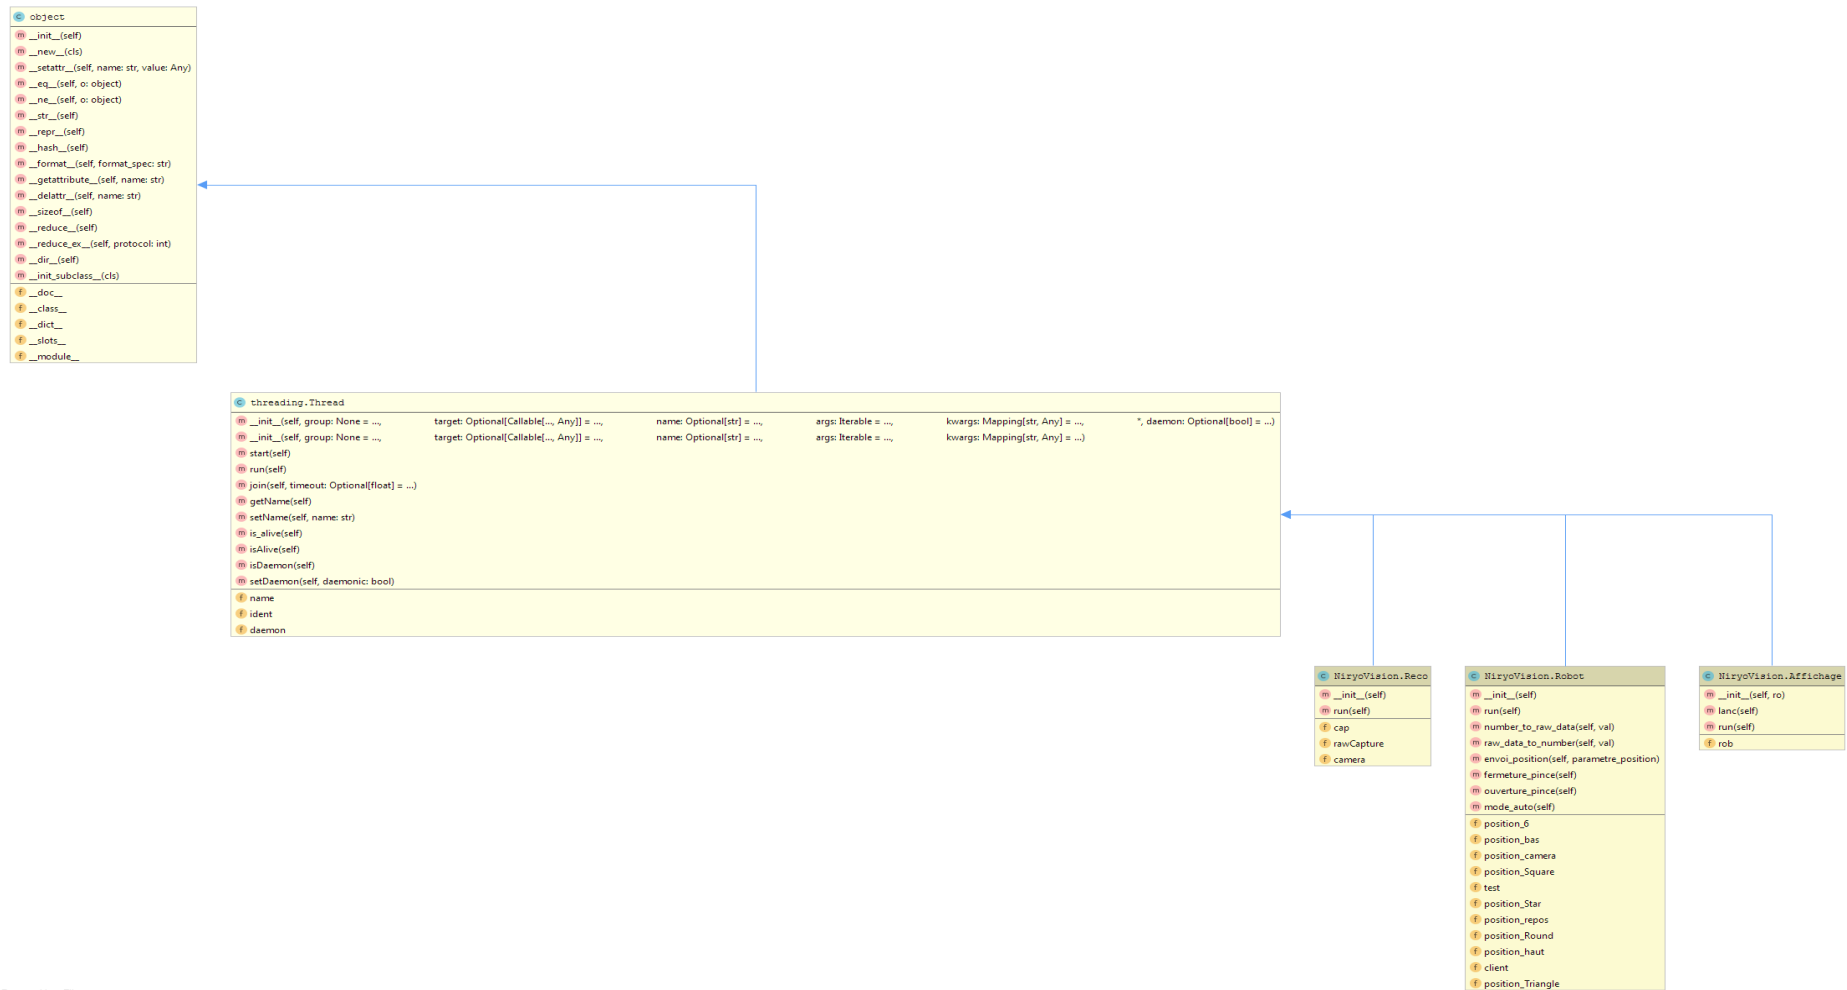 object
__init__(self)
__new__(cls)
__setattr__(self, name: str, value: Any)
__eq__(self, o: object)
__ne__(self, o: object)
__str__(self)
__repr__(self)
__hash__(self)
__format__(self, format_spec: str)
__getattribute__(self, name: str)
__delattr__(self, name: str)
__sizeof__(self)
__reduce__(self)
__reduce_ex__(self, protocol: int)
__dir__(self)
__init_subclass__(cls)
__doc__
__class__
__dict__
__slots__
__module__
threading.Thread
__init__(self, group: None = ..., target: Optional[Callable[..., Any]] = ..., name: Optional[str] = ..., args: Iterable = ..., kwargs: Mapping[str, Any] = ..., *, daemon: Optional[bool] = ...)
__init__(self, group: None = ..., target: Optional[Callable[..., Any]] = ..., name: Optional[str] = ..., args: Iterable = ..., kwargs: Mapping[str, Any] = ...)
start(self)
run(self)
join(self, timeout: Optional[float] = ...)
getName(self)
setName(self, name: str)
is_alive(self)
isAlive(self)
isDaemon(self)
setDaemon(self, daemonic: bool)
name
ident
daemon
NiryoVision.Reco
__init__(self)
run(self)
cap
rawCapture
camera
NiryoVision.Robot
__init__(self)
run(self)
number_to_raw_data(self, val)
raw_data_to_number(self, val)
envoi_position(self, parametre_position)
fermeture_pince(self)
ouverture_pince(self)
mode_auto(self)
position_6
position_bas
position_camera
position_Square
test
position_Star
position_repos
position_Round
position_haut
client
position_Triangle
NiryoVision.Affichage
__init__(self, ro)
lanc(self)
run(self)
rob